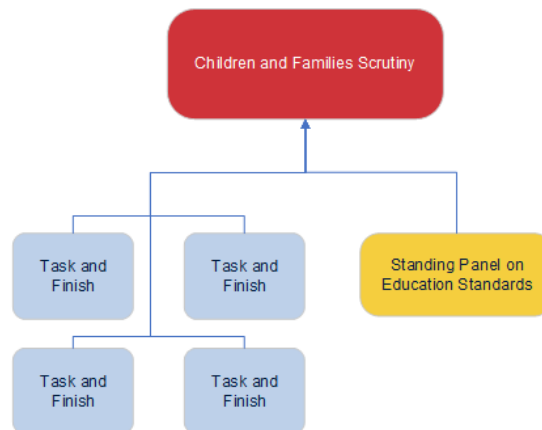 Children and Families Scrutiny
Task and
Finish
Task and
Finish
Standing Panel on
Education Standards
Task and
Finish
Task and
Finish